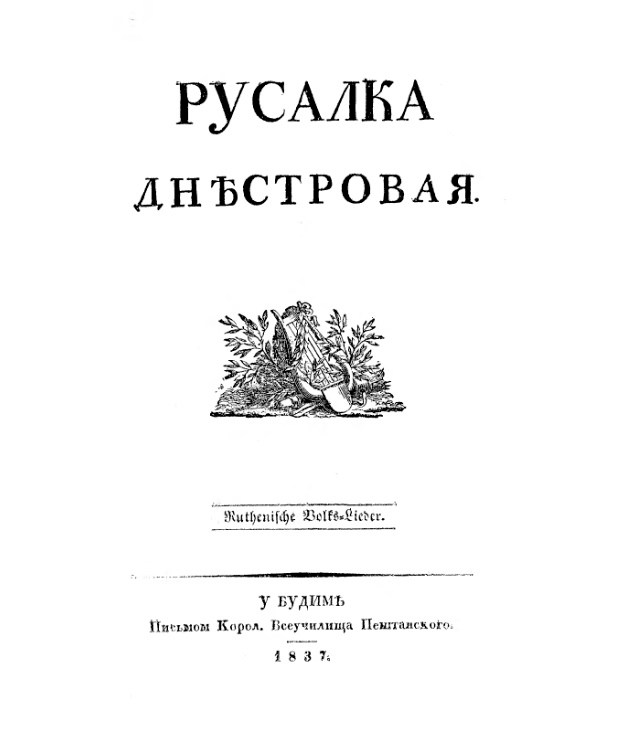 РУСАЛКА
ДНѢСТРОВАЯ.
Ruthenische Volks-Lieder.
У БУДИМѢ
Письмом Корол. Всеучилища Пештанского.
1837.